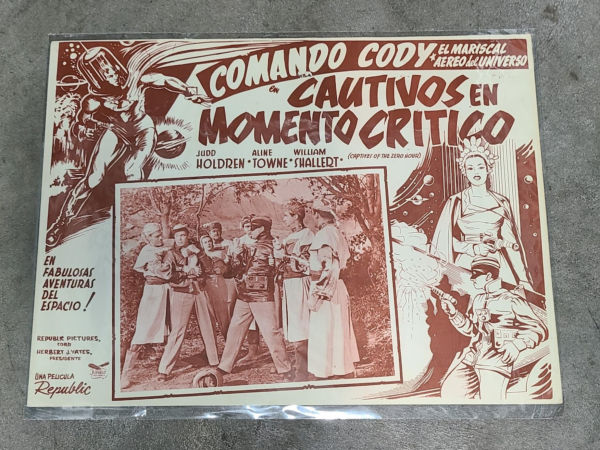 COMANDO CODY
EL MARISCAL
AEREO del UNIVERSO
en
CAUTIVOS EN
MOMENTO CRITICO
(CAPTIVES OF THE ZERO HOUR)
JUDD HOLDREN • ALINE TOWNE • WILLIAM SHALLERT •
EN
FABULOSAS
AVENTURAS
DEL
ESPACIO!
REPUBLIC PICTURES,
CORP.
HERBERT J. YATES,
PRESIDENTE
UNA PELICULA
Republic